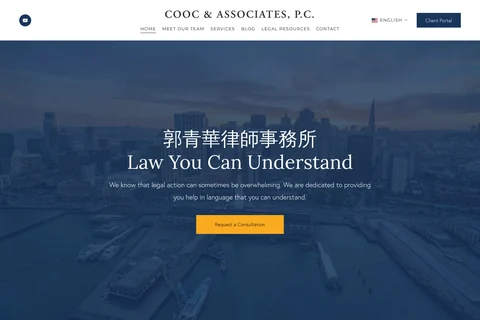 COOC & ASSOCIATES, P.C.
HOME MEET OUR TEAM SERVICES BLOG LEGAL RESOURCES CONTACT
ENGLISH
Client Portal
郭青華律師事務所
Law You Can Understand
We know that legal action can sometimes be overwhelming. We are dedicated to providing
you help in language that you can understand.
Request a Consultation